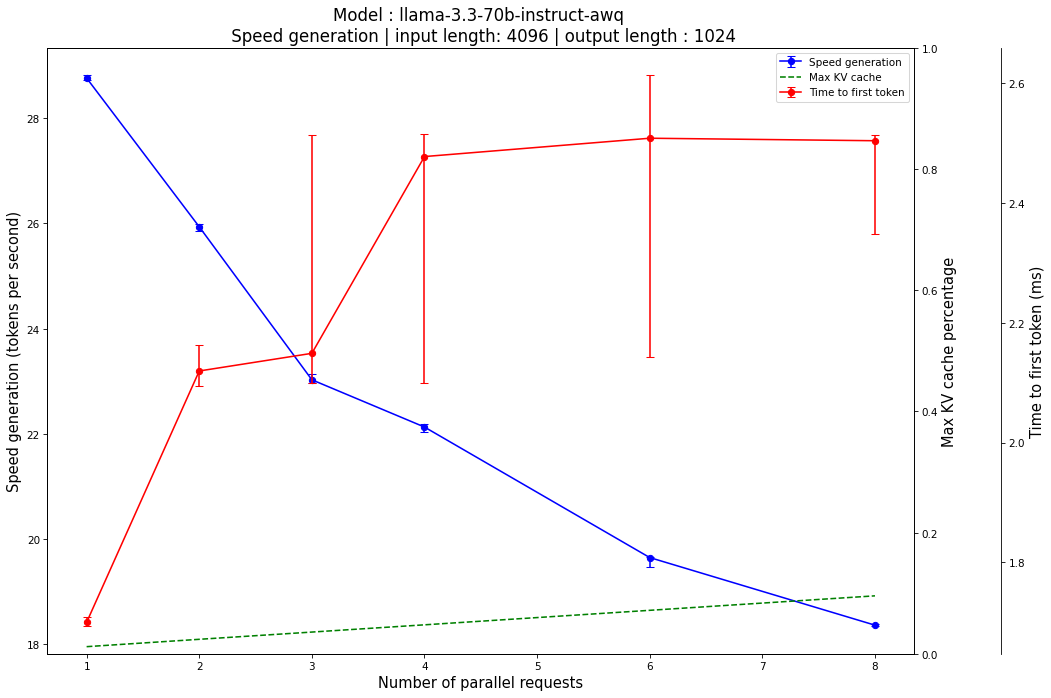 Model : llama-3.3-70b-instruct-awq
Speed generation | input length: 4096 | output length : 1024
Speed generation
Max KV cache
Time to first token
Speed generation (tokens per second)
28
26
24
22
20
18
1
2
3
4
5
6
7
8
Number of parallel requests
1.0
0.8
0.6
0.4
0.2
0.0
Max KV cache percentage
2.6
2.4
2.2
2.0
1.8
Time to first token (ms)